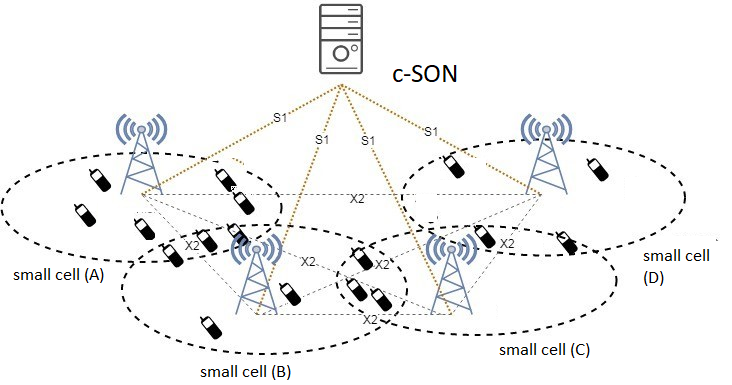 c-SON
S1
S1
S1
S1
X2
X2
X2
X2
X2
X2
small cell (A)
small cell (B)
small cell (C)
small cell
(D)